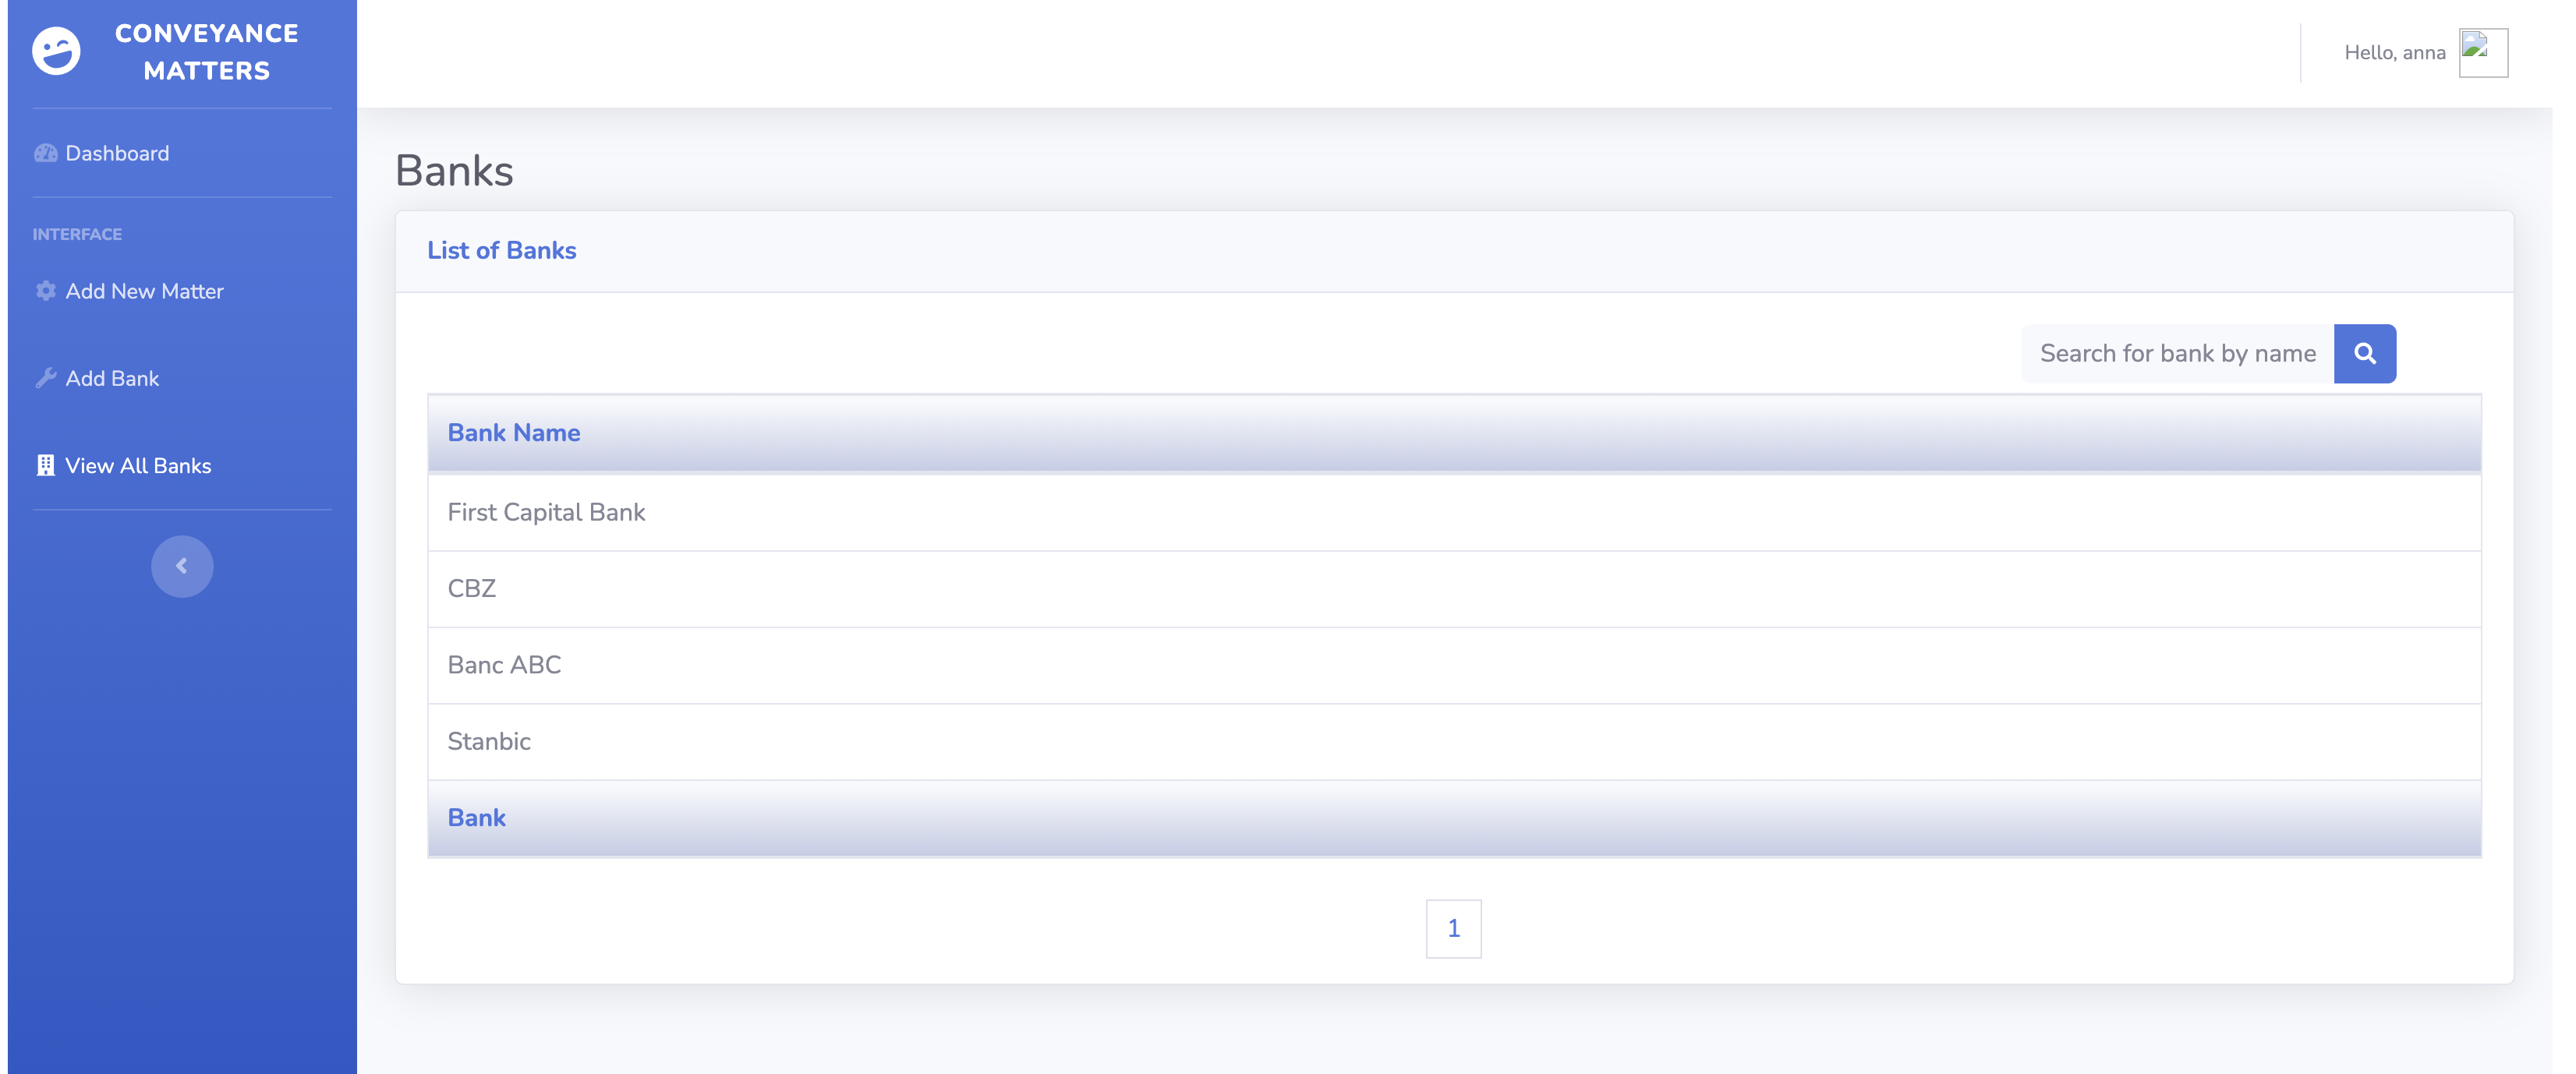 CONVEYANCE
MATTERS
Hello, anna
Dashboard
INTERFACE
Add New Matter
Add Bank
View All Banks
Banks
List of Banks
Search for bank by name
Bank Name
First Capital Bank
CBZ
Banc ABC
Stanbic
Bank
1